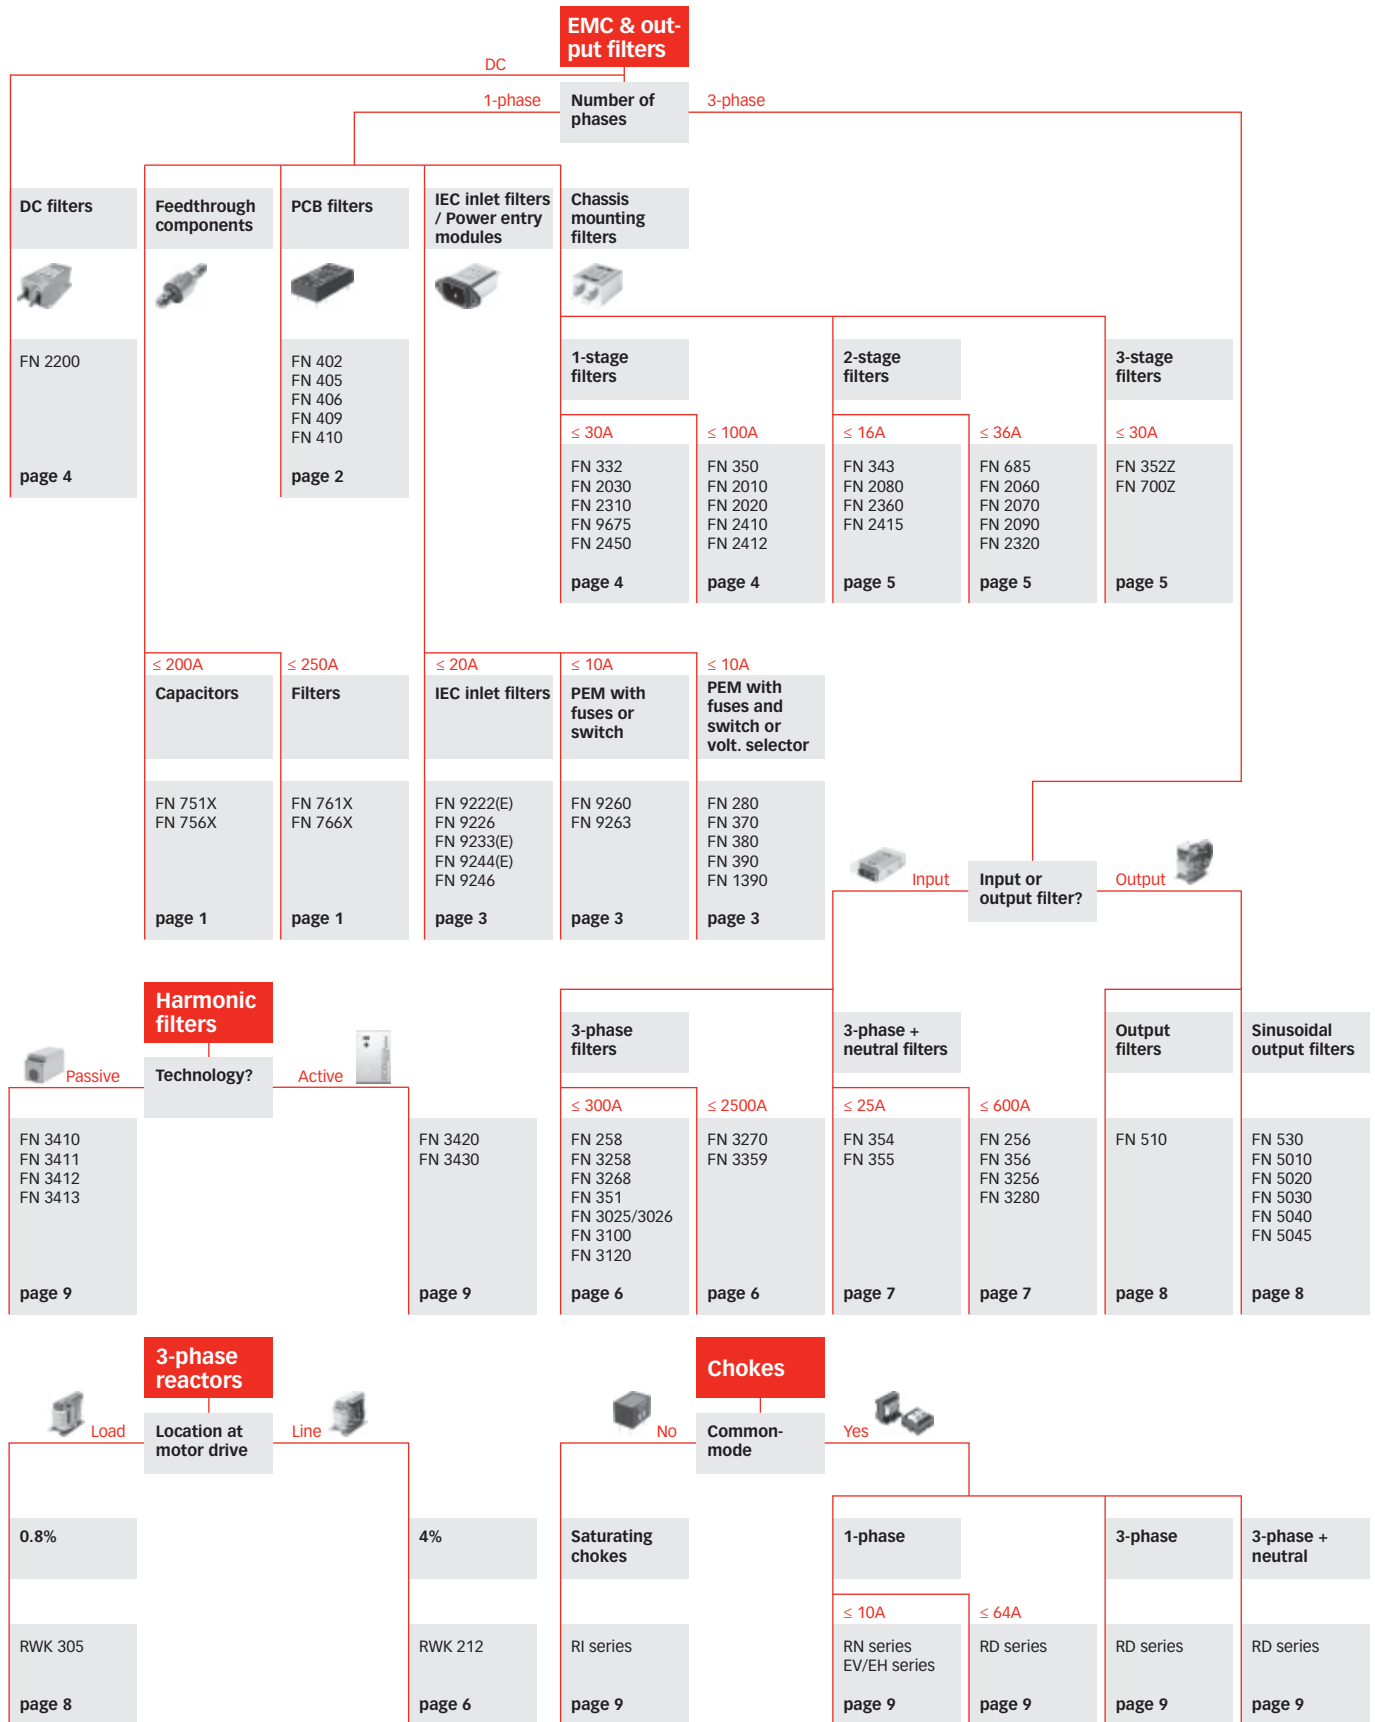 EMC & out-
put filters
DC
1-phase
Number of
phases
3-phase
DC filters
Feedthrough
components
PCB filters
IEC inlet filters
/ Power entry
modules
Chassis
mounting
filters
FN 2200
page 4
FN 402
FN 405
FN 406
FN 409
FN 410
page 2
1-stage
filters
2-stage
filters
3-stage
filters
≤ 30A
FN 332
FN 2030
FN 2310
FN 9675
FN 2450
page 4
≤ 100A
FN 350
FN 2010
FN 2020
FN 2410
FN 2412
page 4
≤ 16A
FN 343
FN 2080
FN 2360
FN 2415
page 5
≤ 36A
FN 685
FN 2060
FN 2070
FN 2090
FN 2320
page 5
≤ 30A
FN 352Z
FN 700Z
page 5
≤ 200A
Capacitors
FN 751X
FN 756X
page 1
≤ 250A
Filters
FN 761X
FN 766X
page 1
≤ 20A
IEC inlet filters
FN 9222(E)
FN 9226
FN 9233(E)
FN 9244(E)
FN 9246
page 3
≤ 10A
PEM with
fuses or
switch
FN 9260
FN 9263
page 3
≤ 10A
PEM with
fuses and
switch or
volt. selector
FN 280
FN 370
FN 380
FN 390
FN 1390
page 3
Input
Input or
output filter?
Output
3-phase
filters
3-phase +
neutral filters
Output
filters
Sinusoidal
output filters
≤ 300A
FN 258
FN 3258
FN 3268
FN 351
FN 3025/3026
FN 3100
FN 3120
page 6
≤ 2500A
FN 3270
FN 3359
page 6
≤ 25A
FN 354
FN 355
page 7
≤ 600A
FN 256
FN 356
FN 3256
FN 3280
page 7
FN 510
page 8
FN 530
FN 5010
FN 5020
FN 5030
FN 5040
FN 5045
page 8
Harmonic
filters
Passive
Technology?
Active
FN 3410
FN 3411
FN 3412
FN 3413
page 9
FN 3420
FN 3430
page 9
3-phase
reactors
Load
Location at
motor drive
Line
0.8%
RWK 305
page 8
4%
RWK 212
page 6
Chokes
No
Common-
mode
Yes
Saturating
chokes
RI series
page 9
1-phase
≤ 10A
RN series
EV/EH series
page 9
≤ 64A
RD series
page 9
3-phase
RD series
page 9
3-phase +
neutral
RD series
page 9